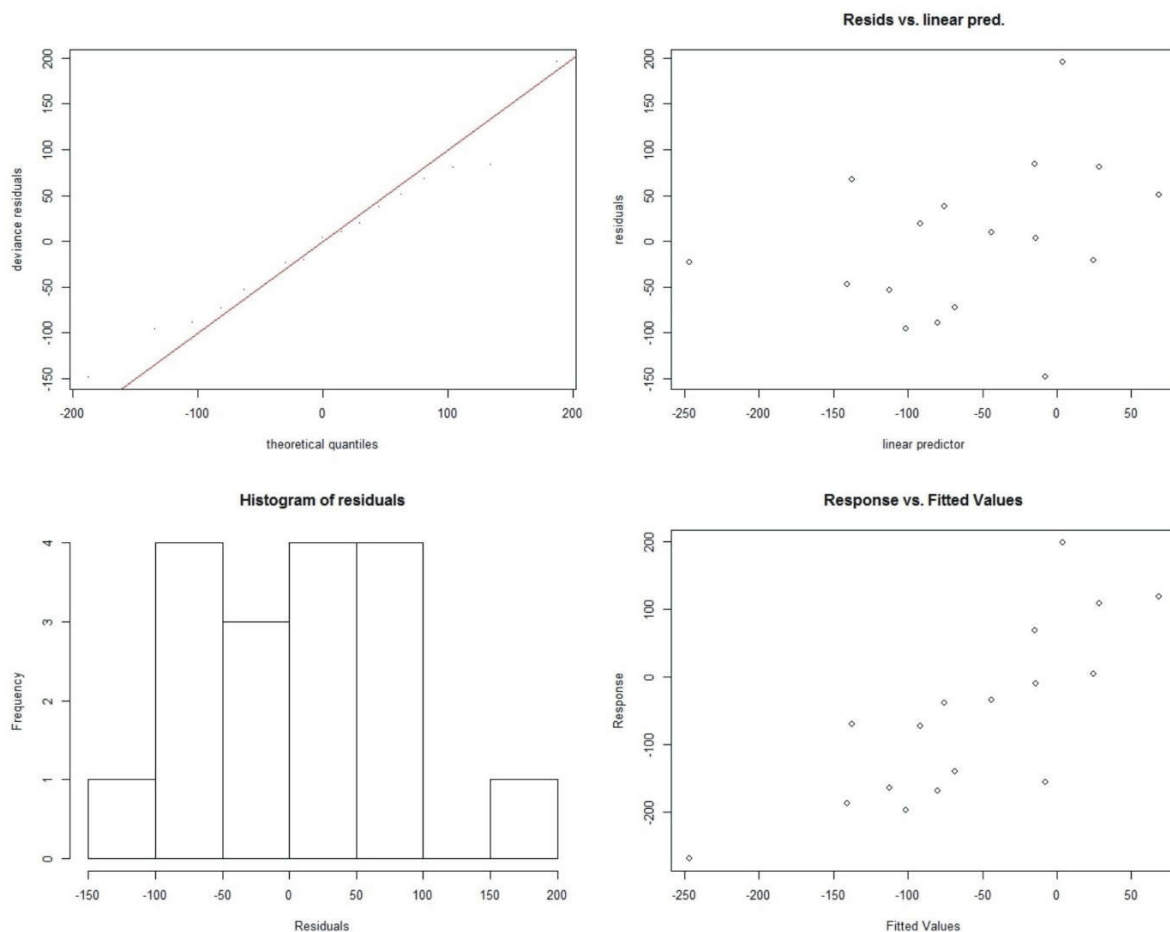 200
150
100
50
0
-50
-100
-150
deviance residuals
-200 -100 0 100 200
theoretical quantiles
Resids vs. linear pred.
200
150
100
50
0
-50
-100
-150
residuals
-250 -200 -150 -100 -50 0 50
linear predictor
Histogram of residuals
4
3
2
1
0
Frequency
-150 -100 -50 0 50 100 150 200
Residuals
Response vs. Fitted Values
200
100
0
-100
-200
Response
-250 -200 -150 -100 -50 0 50
Fitted Values